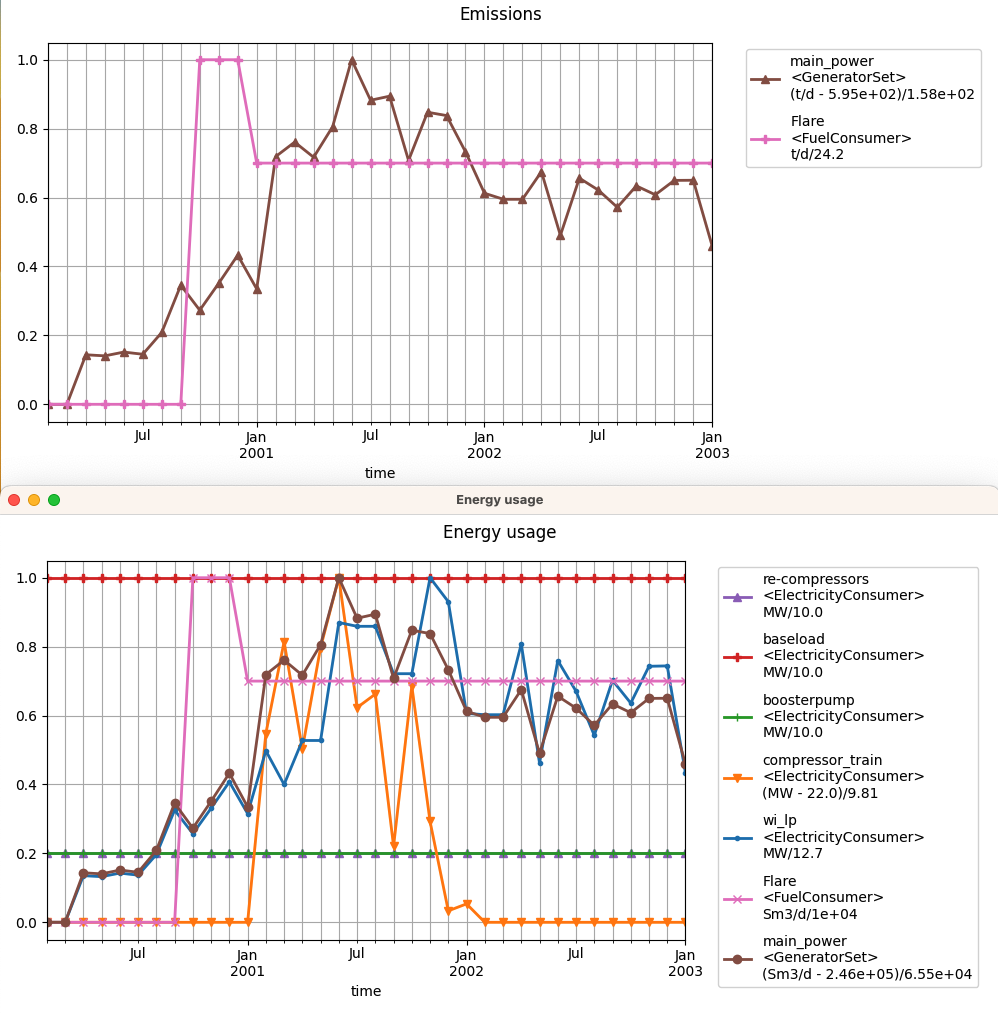 Emissions
1.0
0.8
0.6
0.4
0.2
0.0
Jul
Jan
2001
Jul
Jan
2002
Jul
Jan
2003
time
main_power
<GeneratorSet>
(t/d - 5.95e+02)/1.58e+02
Flare
<FuelConsumer>
t/d/24.2
Energy usage
Energy usage
1.0
0.8
0.6
0.4
0.2
0.0
Jul
Jan
2001
Jul
Jan
2002
Jul
Jan
2003
time
re-compressors
<ElectricityConsumer>
MW/10.0
baseload
<ElectricityConsumer>
MW/10.0
boosterpump
<ElectricityConsumer>
MW/10.0
compressor_train
<ElectricityConsumer>
(MW - 22.0)/9.81
wi_lp
<ElectricityConsumer>
MW/12.7
Flare
<FuelConsumer>
Sm3/d/1e+04
main_power
<GeneratorSet>
(Sm3/d - 2.46e+05)/6.55e+04